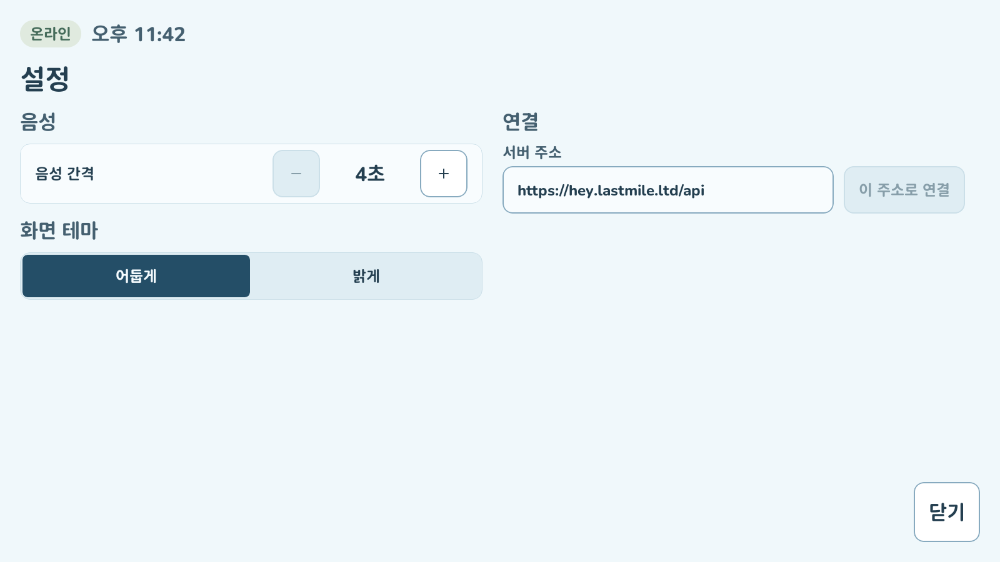 온라인 오후 11:42
설정
음성
음성 간격 − 4초 +
화면 테마
어둡게 밝게
연결
서버 주소
https://hey.lastmile.ltd/api 이 주소로 연결
닫기